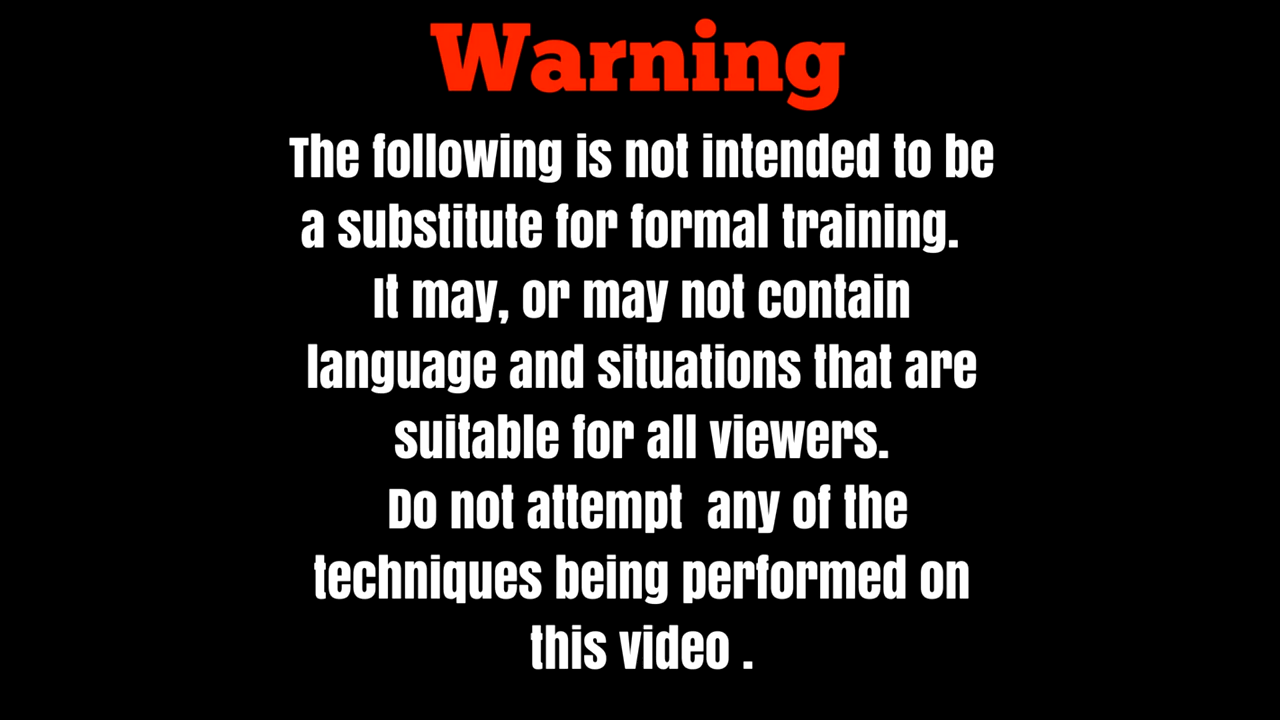 Warning
The following is not intended to be
a substitute for formal training.
It may, or may not contain
language and situations that are
suitable for all viewers.
Do not attempt  any of the
techniques being performed on
this video .